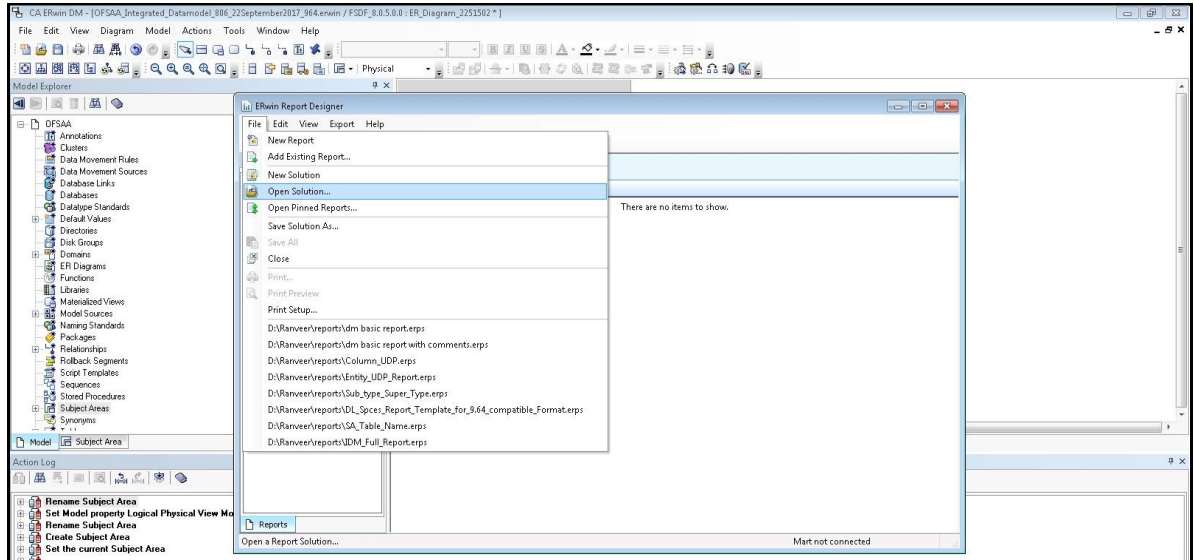 CA ERwin DM - [OFSAA_Integrated_Datamodel_806_22September2017_964.erwin / FSDF_8.0.5.0.0 : ER_Diagram_2251502 * ]
File Edit View Diagram Model Actions Tools Window Help
B I U S A
Physical
Model Explorer
OFSAA
Annotations
Clusters
Data Movement Rules
Data Movement Sources
Database Links
Databases
Datatype Standards
Default Values
Directories
Disk Groups
Domains
ER Diagrams
Functions
Libraries
Materialized Views
Model Sources
Naming Standards
Packages
Relationships
Rollback Segments
Script Templates
Sequences
Stored Procedures
Subject Areas
Synonyms
Model Subject Area
ERwin Report Designer
File Edit View Export Help
New Report
Add Existing Report...
New Solution
Open Solution...
Open Pinned Reports...
Save Solution As...
Save All
Close
Print...
Print Preview
Print Setup...
D:\Ranveer\reports\dm basic report.erps
D:\Ranveer\reports\dm basic report with comments.erps
D:\Ranveer\reports\Column_UDP.erps
D:\Ranveer\reports\Entity_UDP_Report.erps
D:\Ranveer\reports\Sub_type_Super_Type.erps
D:\Ranveer\reports\DL_Spces_Report_Template_for_9.64_compatible_Format.erps
D:\Ranveer\reports\SA_Table_Name.erps
D:\Ranveer\reports\IDM_Full_Report.erps
There are no items to show.
Reports
Open a Report Solution...
Mart not connected
Action Log
Rename Subject Area
Set Model property Logical Physical View Mo
Rename Subject Area
Create Subject Area
Set the current Subject Area